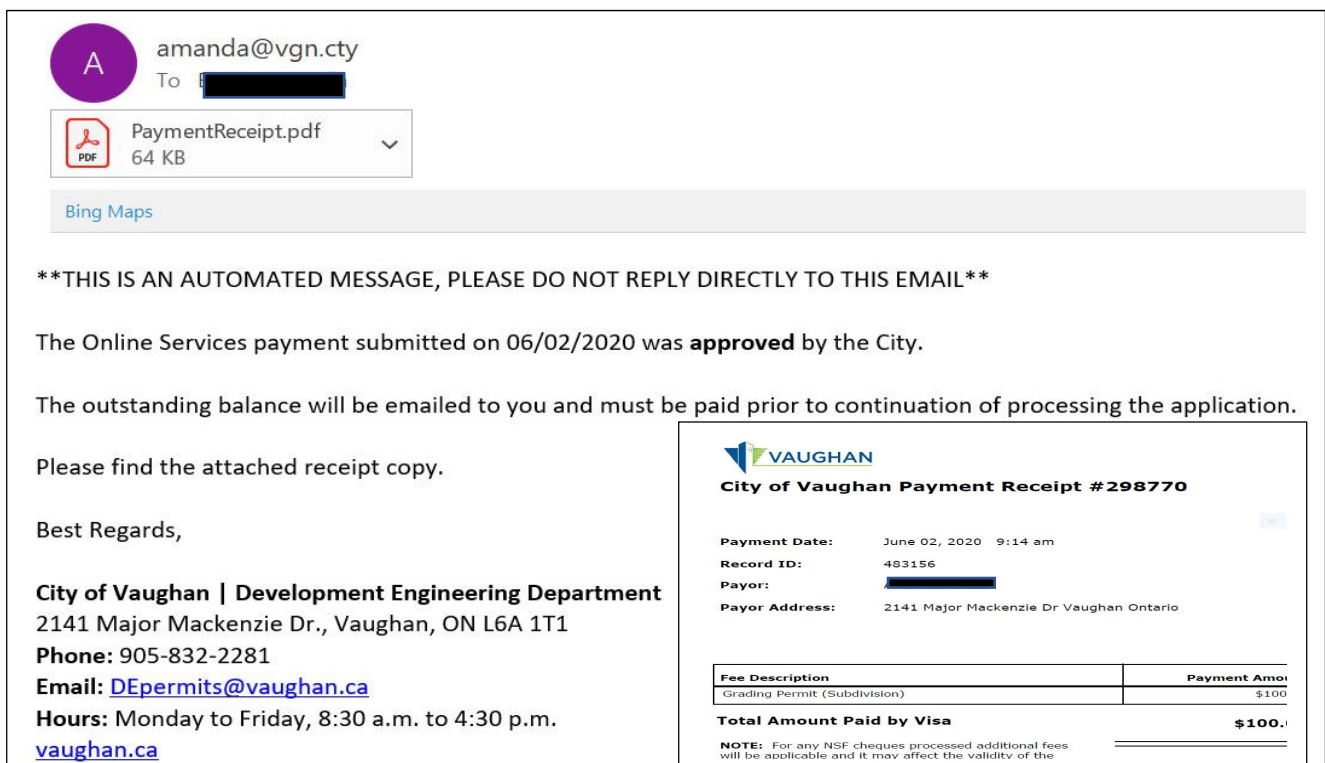 A
amanda@vgn.cty
To
PDF
PaymentReceipt.pdf
64 KB
Bing Maps
**THIS IS AN AUTOMATED MESSAGE, PLEASE DO NOT REPLY DIRECTLY TO THIS EMAIL**
The Online Services payment submitted on 06/02/2020 was approved by the City.
The outstanding balance will be emailed to you and must be paid prior to continuation of processing the application.
Please find the attached receipt copy.
Best Regards,
City of Vaughan | Development Engineering Department
2141 Major Mackenzie Dr., Vaughan, ON L6A 1T1
Phone: 905-832-2281
Email: DEpermits@vaughan.ca
Hours: Monday to Friday, 8:30 a.m. to 4:30 p.m.
vaughan.ca
VAUGHAN
City of Vaughan Payment Receipt #298770
Payment Date: June 02, 2020 9:14 am
Record ID: 483156
Payor:
Payor Address: 2141 Major Mackenzie Dr Vaughan Ontario
Fee Description Payment Amou
Grading Permit (Subdivision) $100
Total Amount Paid by Visa $100.
NOTE: For any NSF cheques processed additional fees
will be applicable and it may affect the validity of the